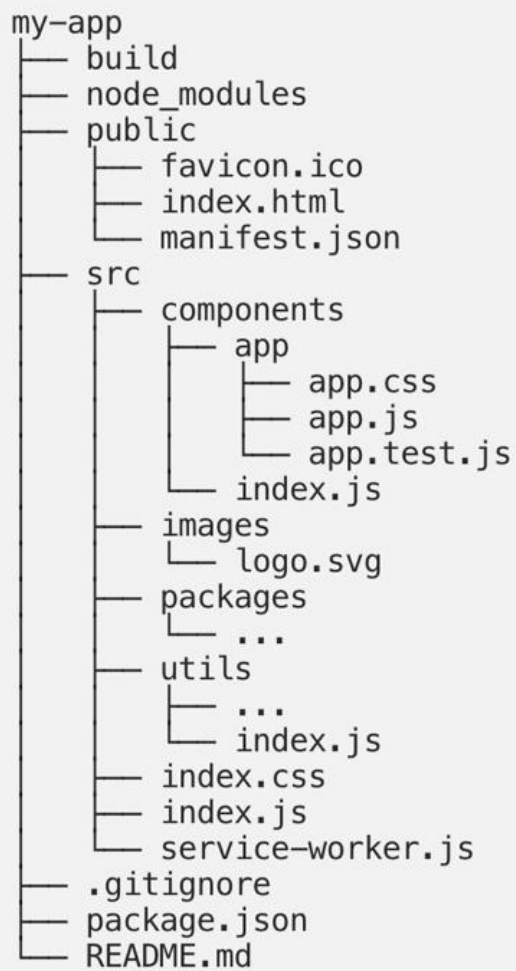 my-app
├── build
├── node_modules
├── public
│   ├── favicon.ico
│   ├── index.html
│   └── manifest.json
├── src
│   ├── components
│   │   ├── app
│   │   │   ├── app.css
│   │   │   ├── app.js
│   │   │   └── app.test.js
│   │   └── index.js
│   ├── images
│   │   └── logo.svg
│   ├── packages
│   │   └── ...
│   ├── utils
│   │   ├── ...
│   │   └── index.js
│   ├── index.css
│   ├── index.js
│   └── service-worker.js
├── .gitignore
├── package.json
└── README.md